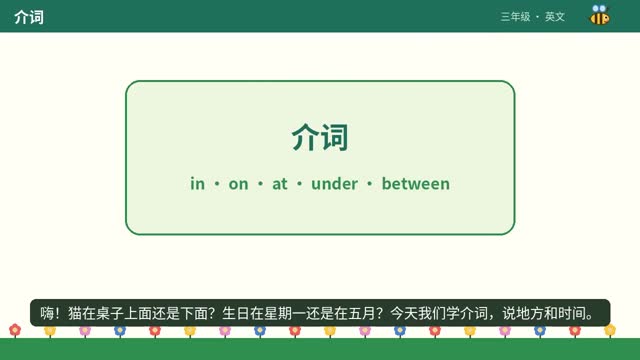 介词
三年级 · 英文
介词
in · on · at · under · between
嗨！猫在桌子上面还是下面？生日在星期一还是在五月？今天我们学介词，说地方和时间。